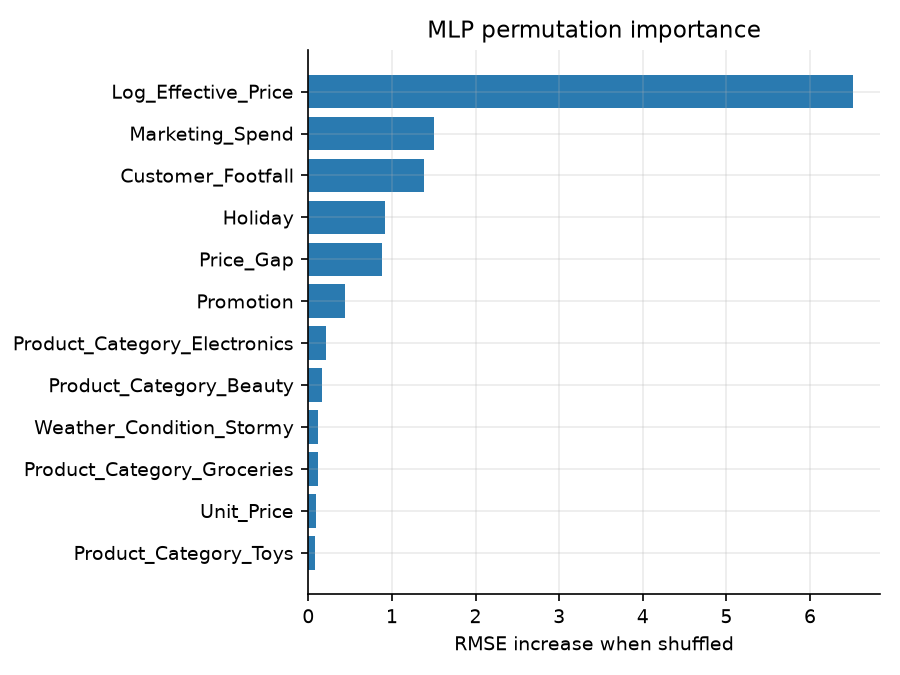 MLP permutation importance
Log_Effective_Price
Marketing_Spend
Customer_Footfall
Holiday
Price_Gap
Promotion
Product_Category_Electronics
Product_Category_Beauty
Weather_Condition_Stormy
Product_Category_Groceries
Unit_Price
Product_Category_Toys
0 1 2 3 4 5 6
RMSE increase when shuffled